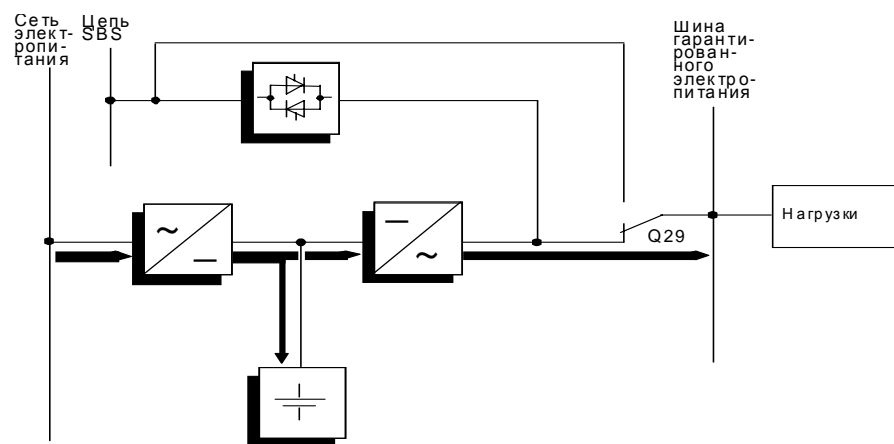 Сеть
элект-
ропи-
тания
Цепь
SBS
Шина
гаранти-
рован-
ного
электро-
питания
Нагрузки
Q29